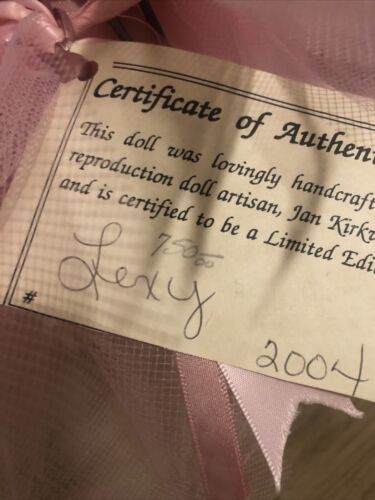 Certificate of Authen
This doll was lovingly handcraft
reproduction doll artisan, Jan Kirk
and is certified to be a Limited Edi
750.00
Lexy
#
2004